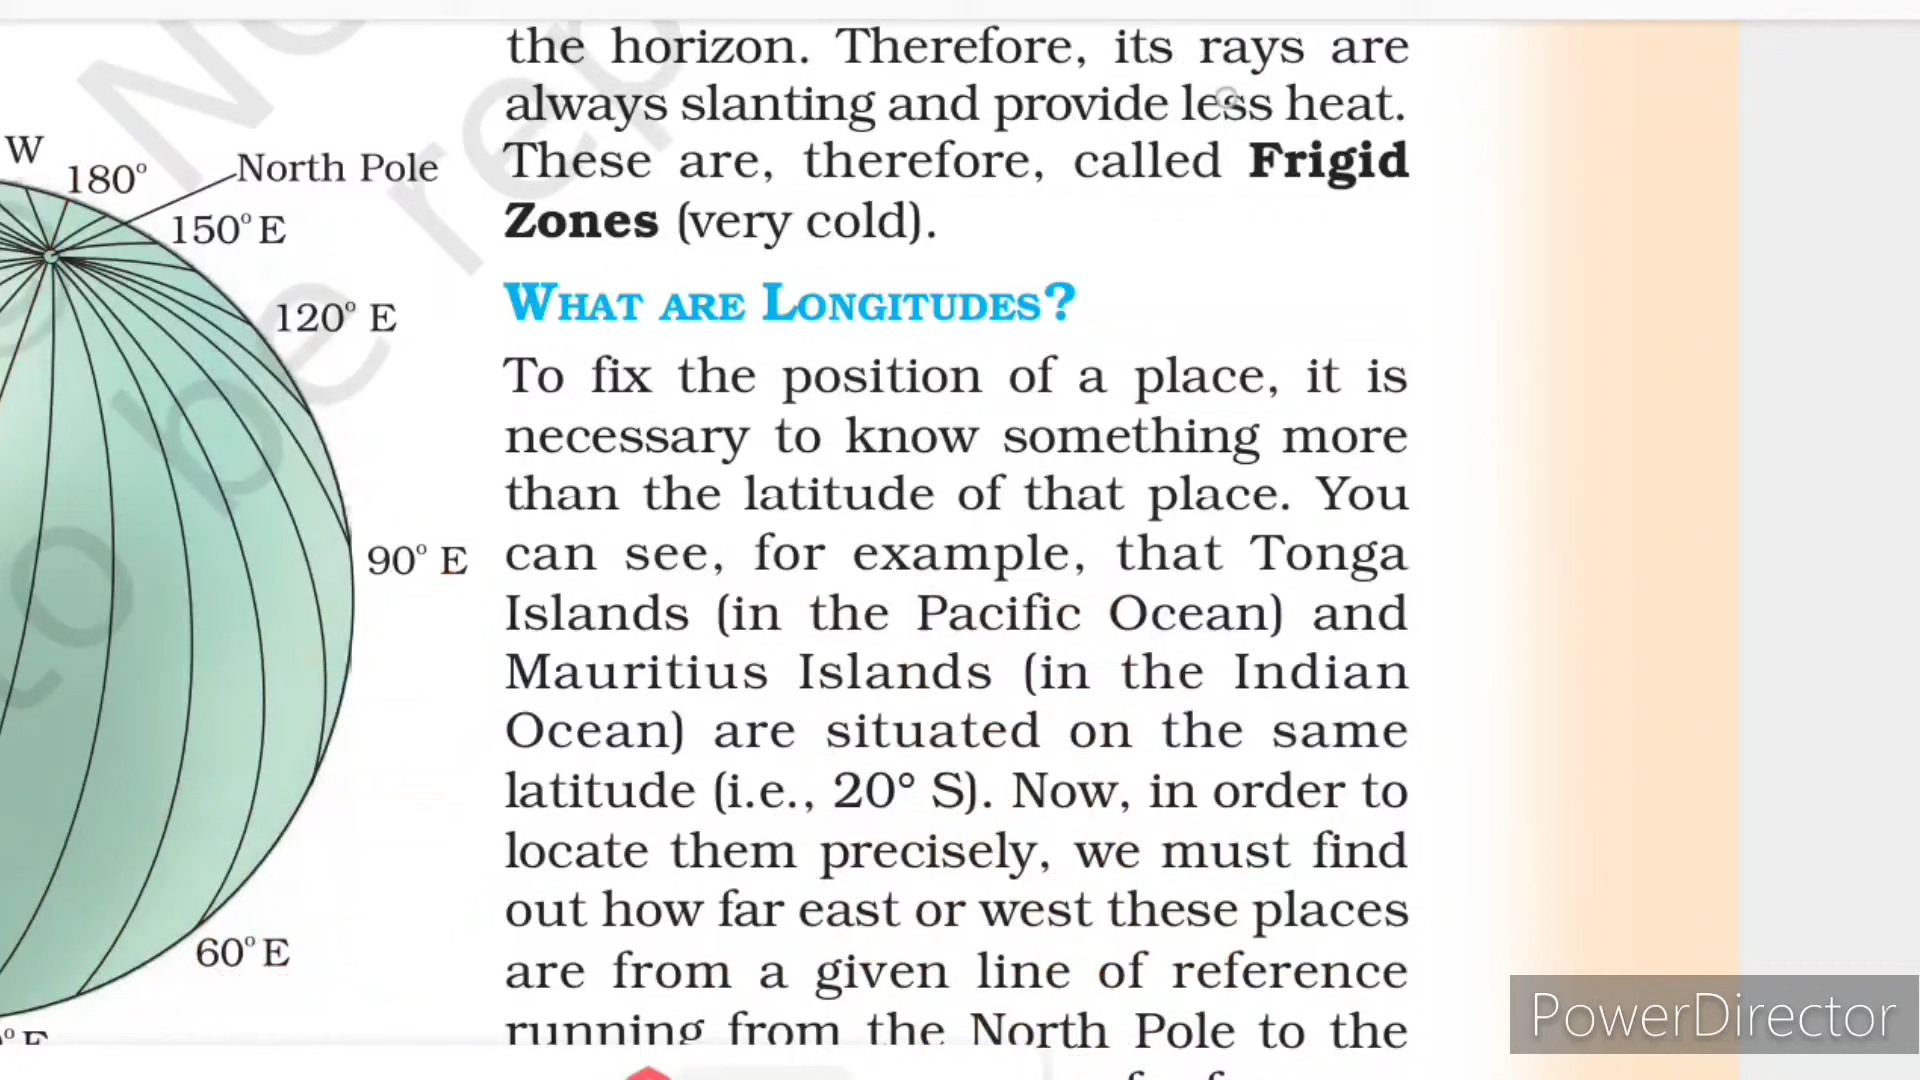 the horizon. Therefore, its rays are
always slanting and provide less heat.
These are, therefore, called Frigid
Zones (very cold).
WHAT ARE LONGITUDES?
To fix the position of a place, it is
necessary to know something more
than the latitude of that place. You
can see, for example, that Tonga
Islands (in the Pacific Ocean) and
Mauritius Islands (in the Indian
Ocean) are situated on the same
latitude (i.e., 20° S). Now, in order to
locate them precisely, we must find
out how far east or west these places
are from a given line of reference
running from the North Pole to the
W
180°
North Pole
150° E
120° E
90° E
60° E
° E
to be rep
PowerDirector